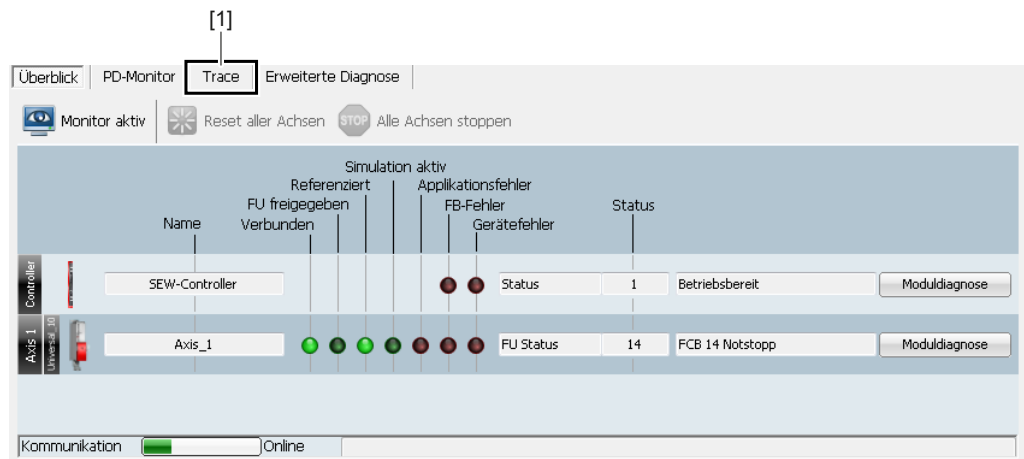 [1]
Überblick PD-Monitor Trace Erweiterte Diagnose
Monitor aktiv Reset aller Achsen STOP Alle Achsen stoppen
Simulation aktiv
Referenziert Applikationsfehler
FU freigegeben FB-Fehler Status
Name Verbunden Gerätefehler
Controller SEW-Controller Status 1 Betriebsbereit Moduldiagnose
Axis 1 Universal_10 Axis_1 FU Status 14 FCB 14 Notstopp Moduldiagnose
Kommunikation Online